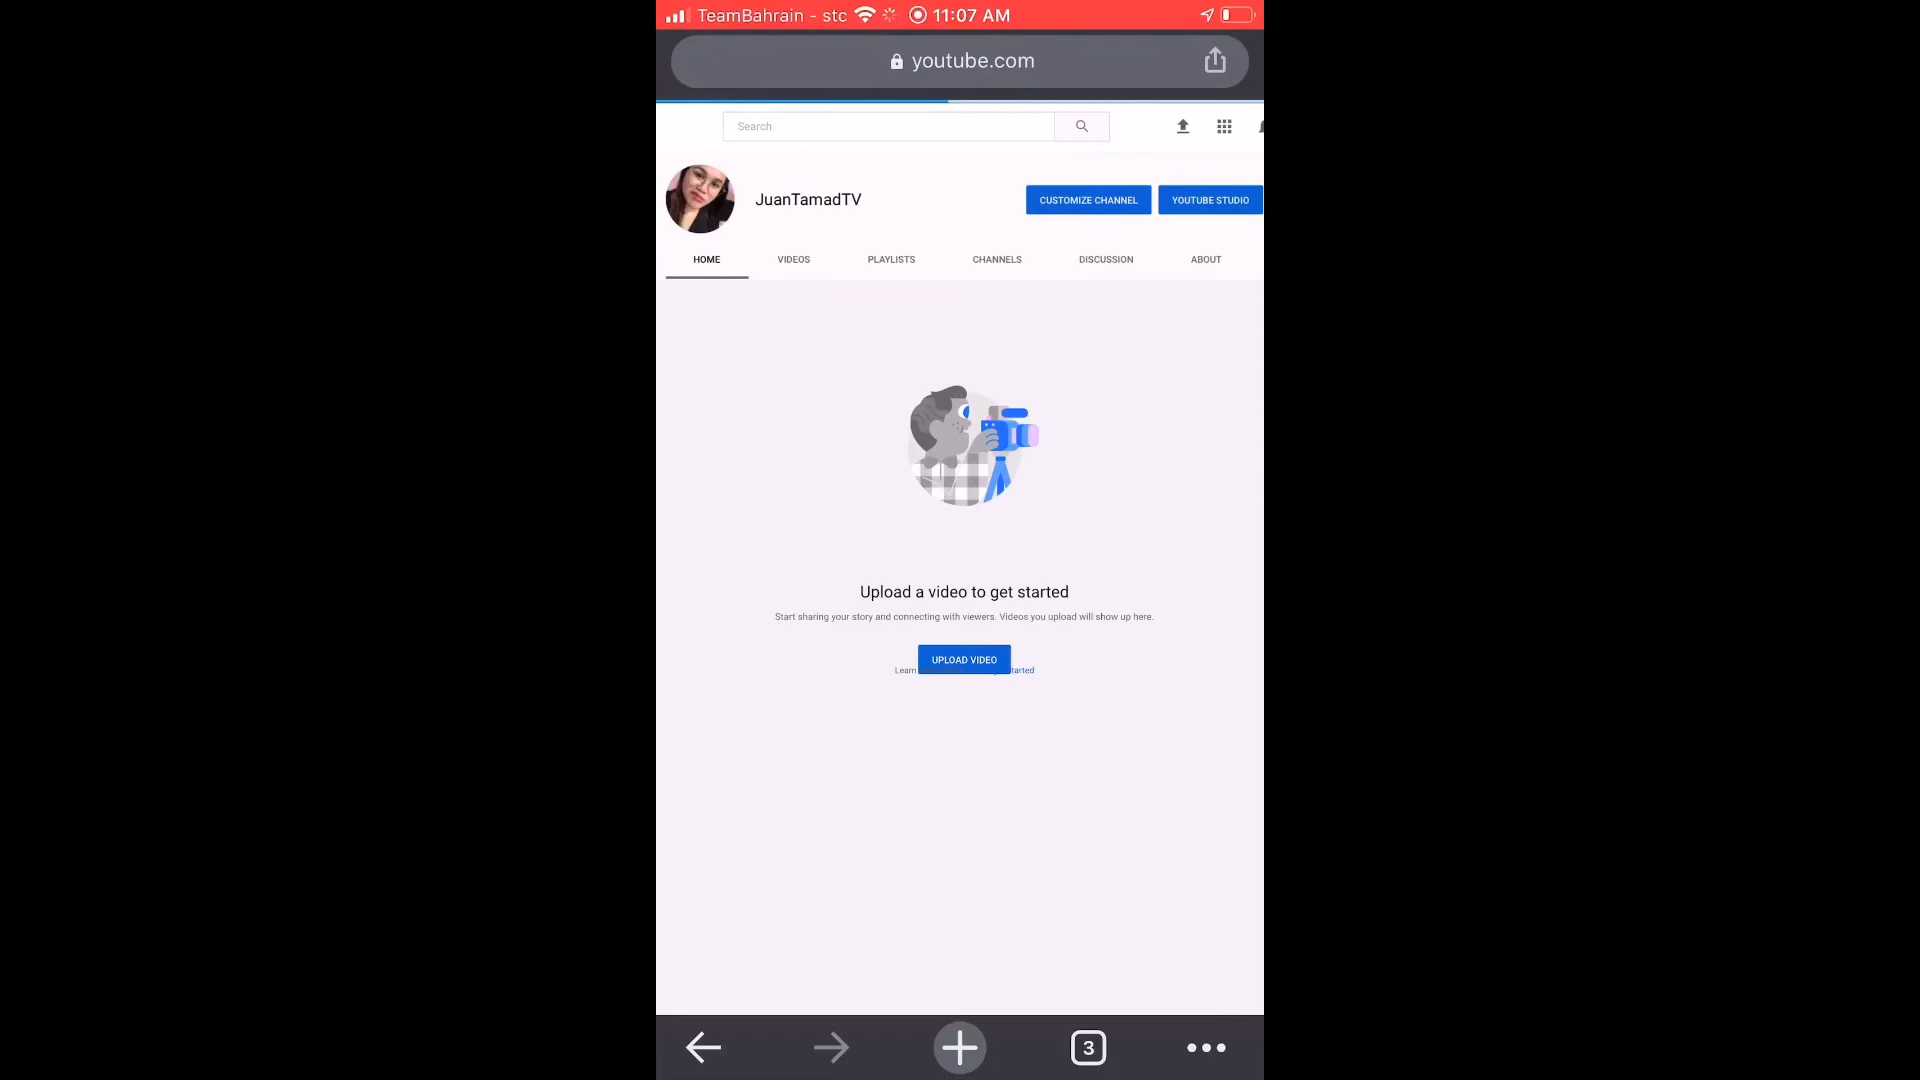 TeamBahrain - stc 11:07 AM
youtube.com
Search
JuanTamadTV
CUSTOMIZE CHANNEL
YOUTUBE STUDIO
HOME VIDEOS PLAYLISTS CHANNELS DISCUSSION ABOUT
Upload a video to get started
Start sharing your story and connecting with viewers. Videos you upload will show up here.
UPLOAD VIDEO
Learn
3